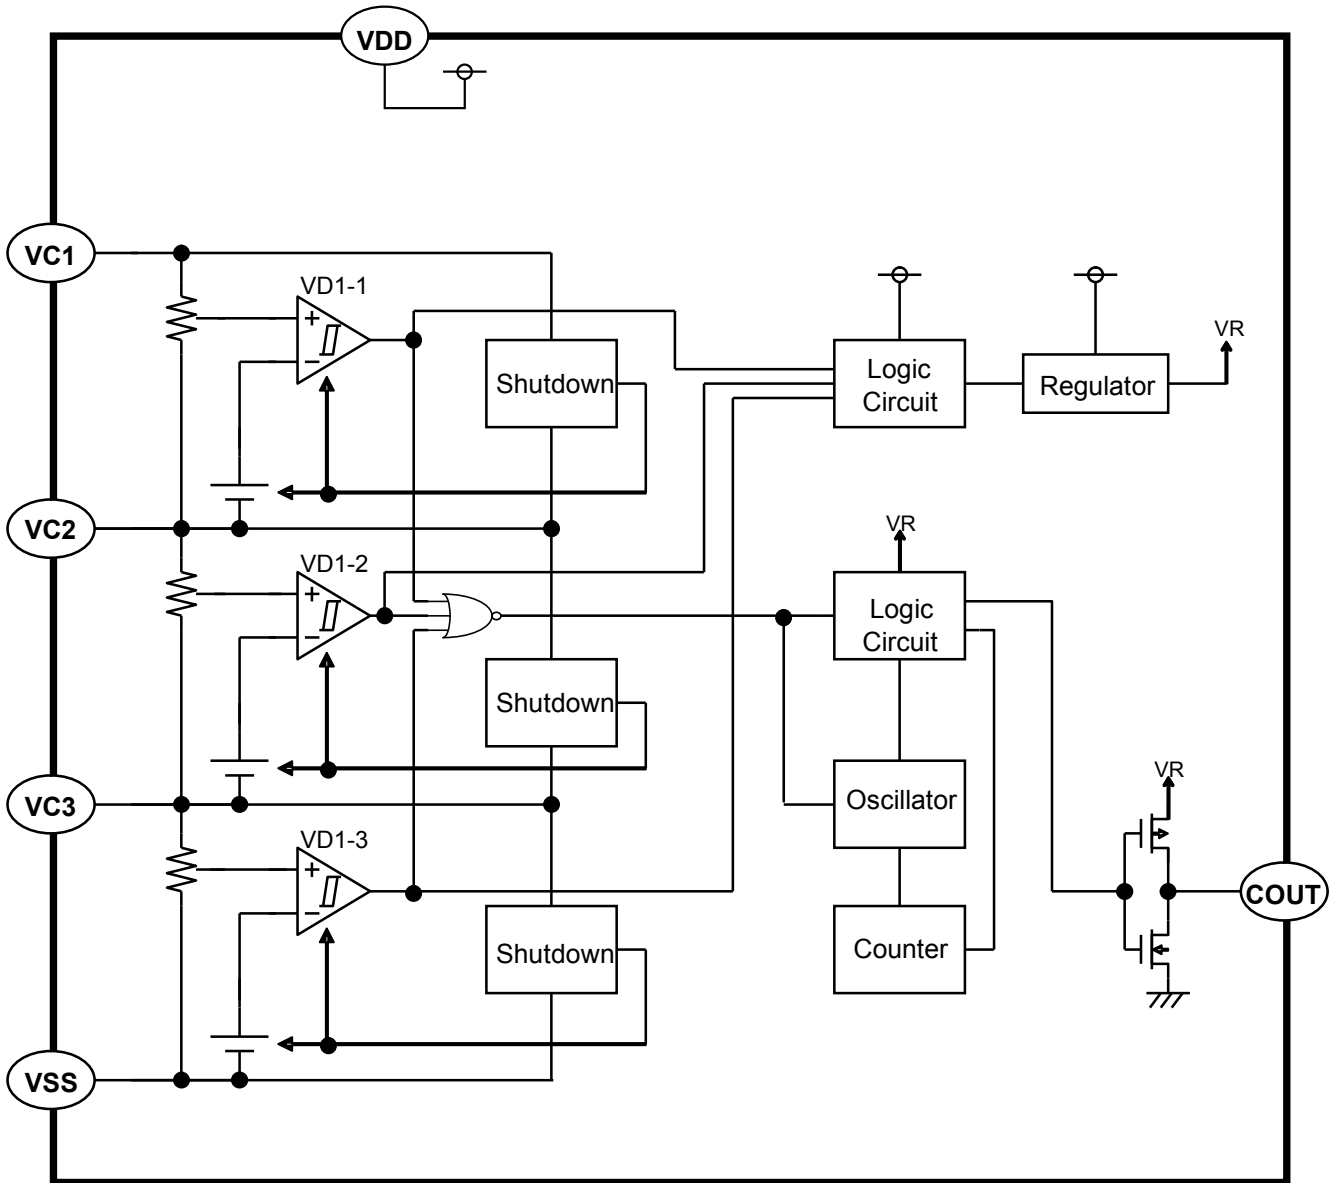 VDD
VC1
VD1-1
+
−
Shutdown
Logic
Circuit
Regulator
VR
VC2
VD1-2
+
−
Shutdown
VR
Logic
Circuit
Oscillator
Counter
VC3
VD1-3
+
−
Shutdown
VR
COUT
VSS